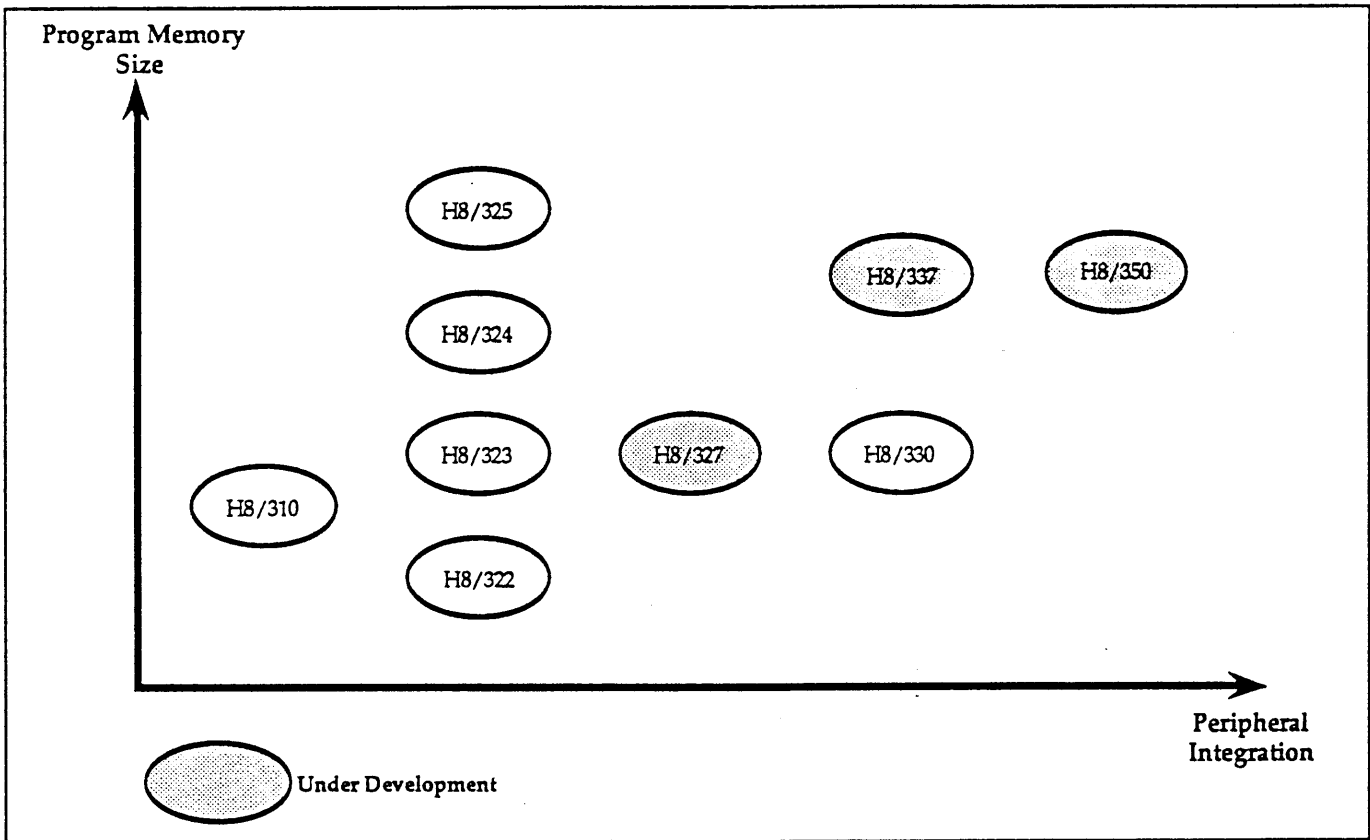 Program Memory
Size
H8/325
H8/337
H8/350
H8/324
H8/323
H8/327
H8/330
H8/310
H8/322
Peripheral
Integration
Under Development